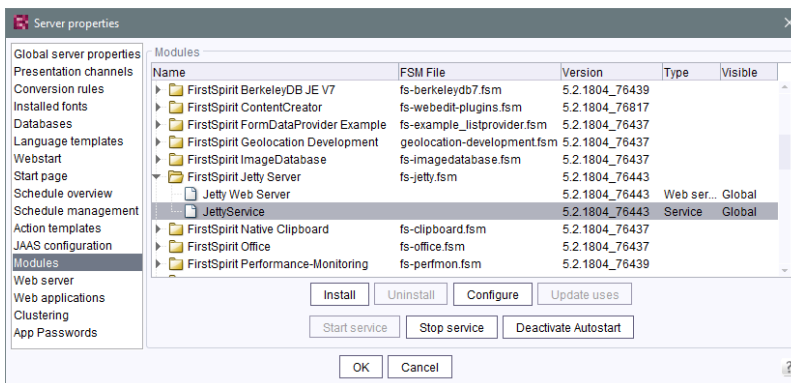 Server properties
Global server properties
Presentation channels
Conversion rules
Installed fonts
Databases
Language templates
Webstart
Start page
Schedule overview
Schedule management
Action templates
JAAS configuration
Modules
Web server
Web applications
Clustering
App Passwords
Modules
Name FSM File Version Type Visible
FirstSpirit BerkeleyDB JE V7 fs-berkeleydb7.fsm 5.2.1804_76439
FirstSpirit ContentCreator fs-webedit-plugins.fsm 5.2.1804_76817
FirstSpirit FormDataProvider Example fs-example_listprovider.fsm 5.2.1804_76437
FirstSpirit Geolocation Development geolocation-development.fsm 5.2.1804_76437
FirstSpirit ImageDatabase fs-imagedatabase.fsm 5.2.1804_76437
FirstSpirit Jetty Server fs-jetty.fsm 5.2.1804_76443
Jetty Web Server 5.2.1804_76443 Web ser... Global
JettyService 5.2.1804_76443 Service Global
FirstSpirit Native Clipboard fs-clipboard.fsm 5.2.1804_76437
FirstSpirit Office fs-office.fsm 5.2.1804_76437
FirstSpirit Performance-Monitoring fs-perfmon.fsm 5.2.1804_76439
Install Uninstall Configure Update uses
Start service Stop service Deactivate Autostart
OK Cancel